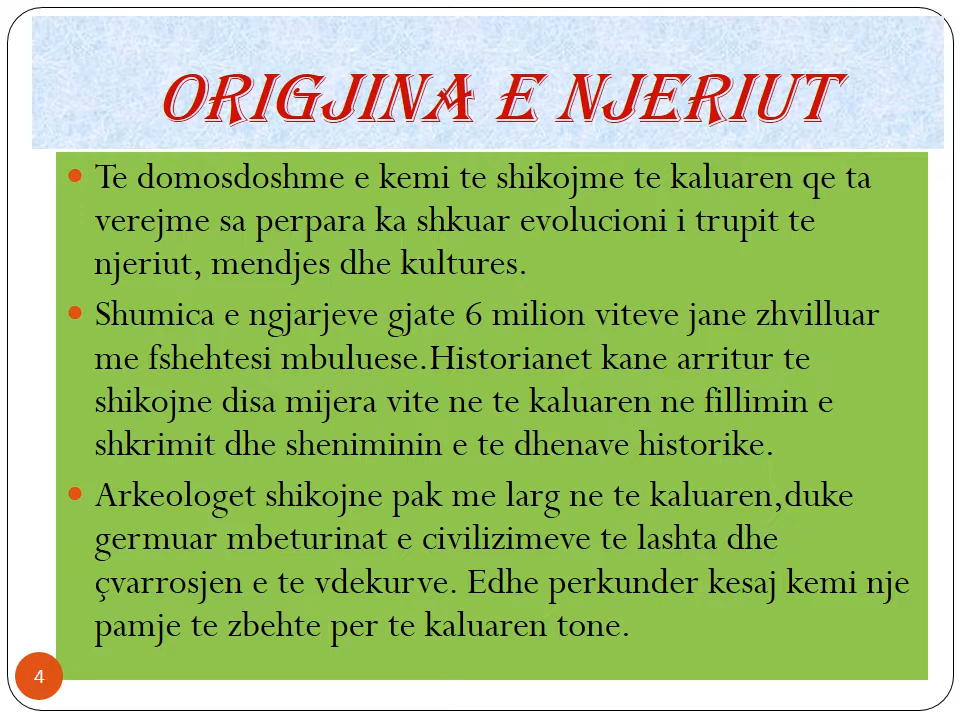 ORIGJINA E NJERIUT
Te domosdoshme e kemi te shikojme te kaluaren qe ta
verejme sa perpara ka shkuar evolucioni i trupit te
njeriut, mendjes dhe kultures.
Shumica e ngjarjeve gjate 6 milion viteve jane zhvilluar
me fshehtesi mbuluese.Historianet kane arritur te
shikojne disa mijera vite ne te kaluaren ne fillimin e
shkrimit dhe sheniminin e te dhenave historike.
Arkeologet shikojne pak me larg ne te kaluaren,duke
germuar mbeturinat e civilizimeve te lashta dhe
çvarrosjen e te vdekurve. Edhe perkunder kesaj kemi nje
pamje te zbehte per te kaluaren tone.
4